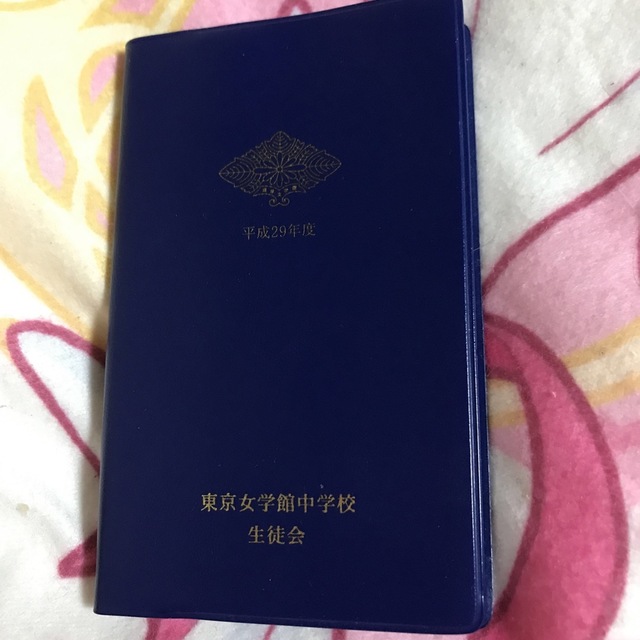 平成29年度
東京女学館中学校
生徒会